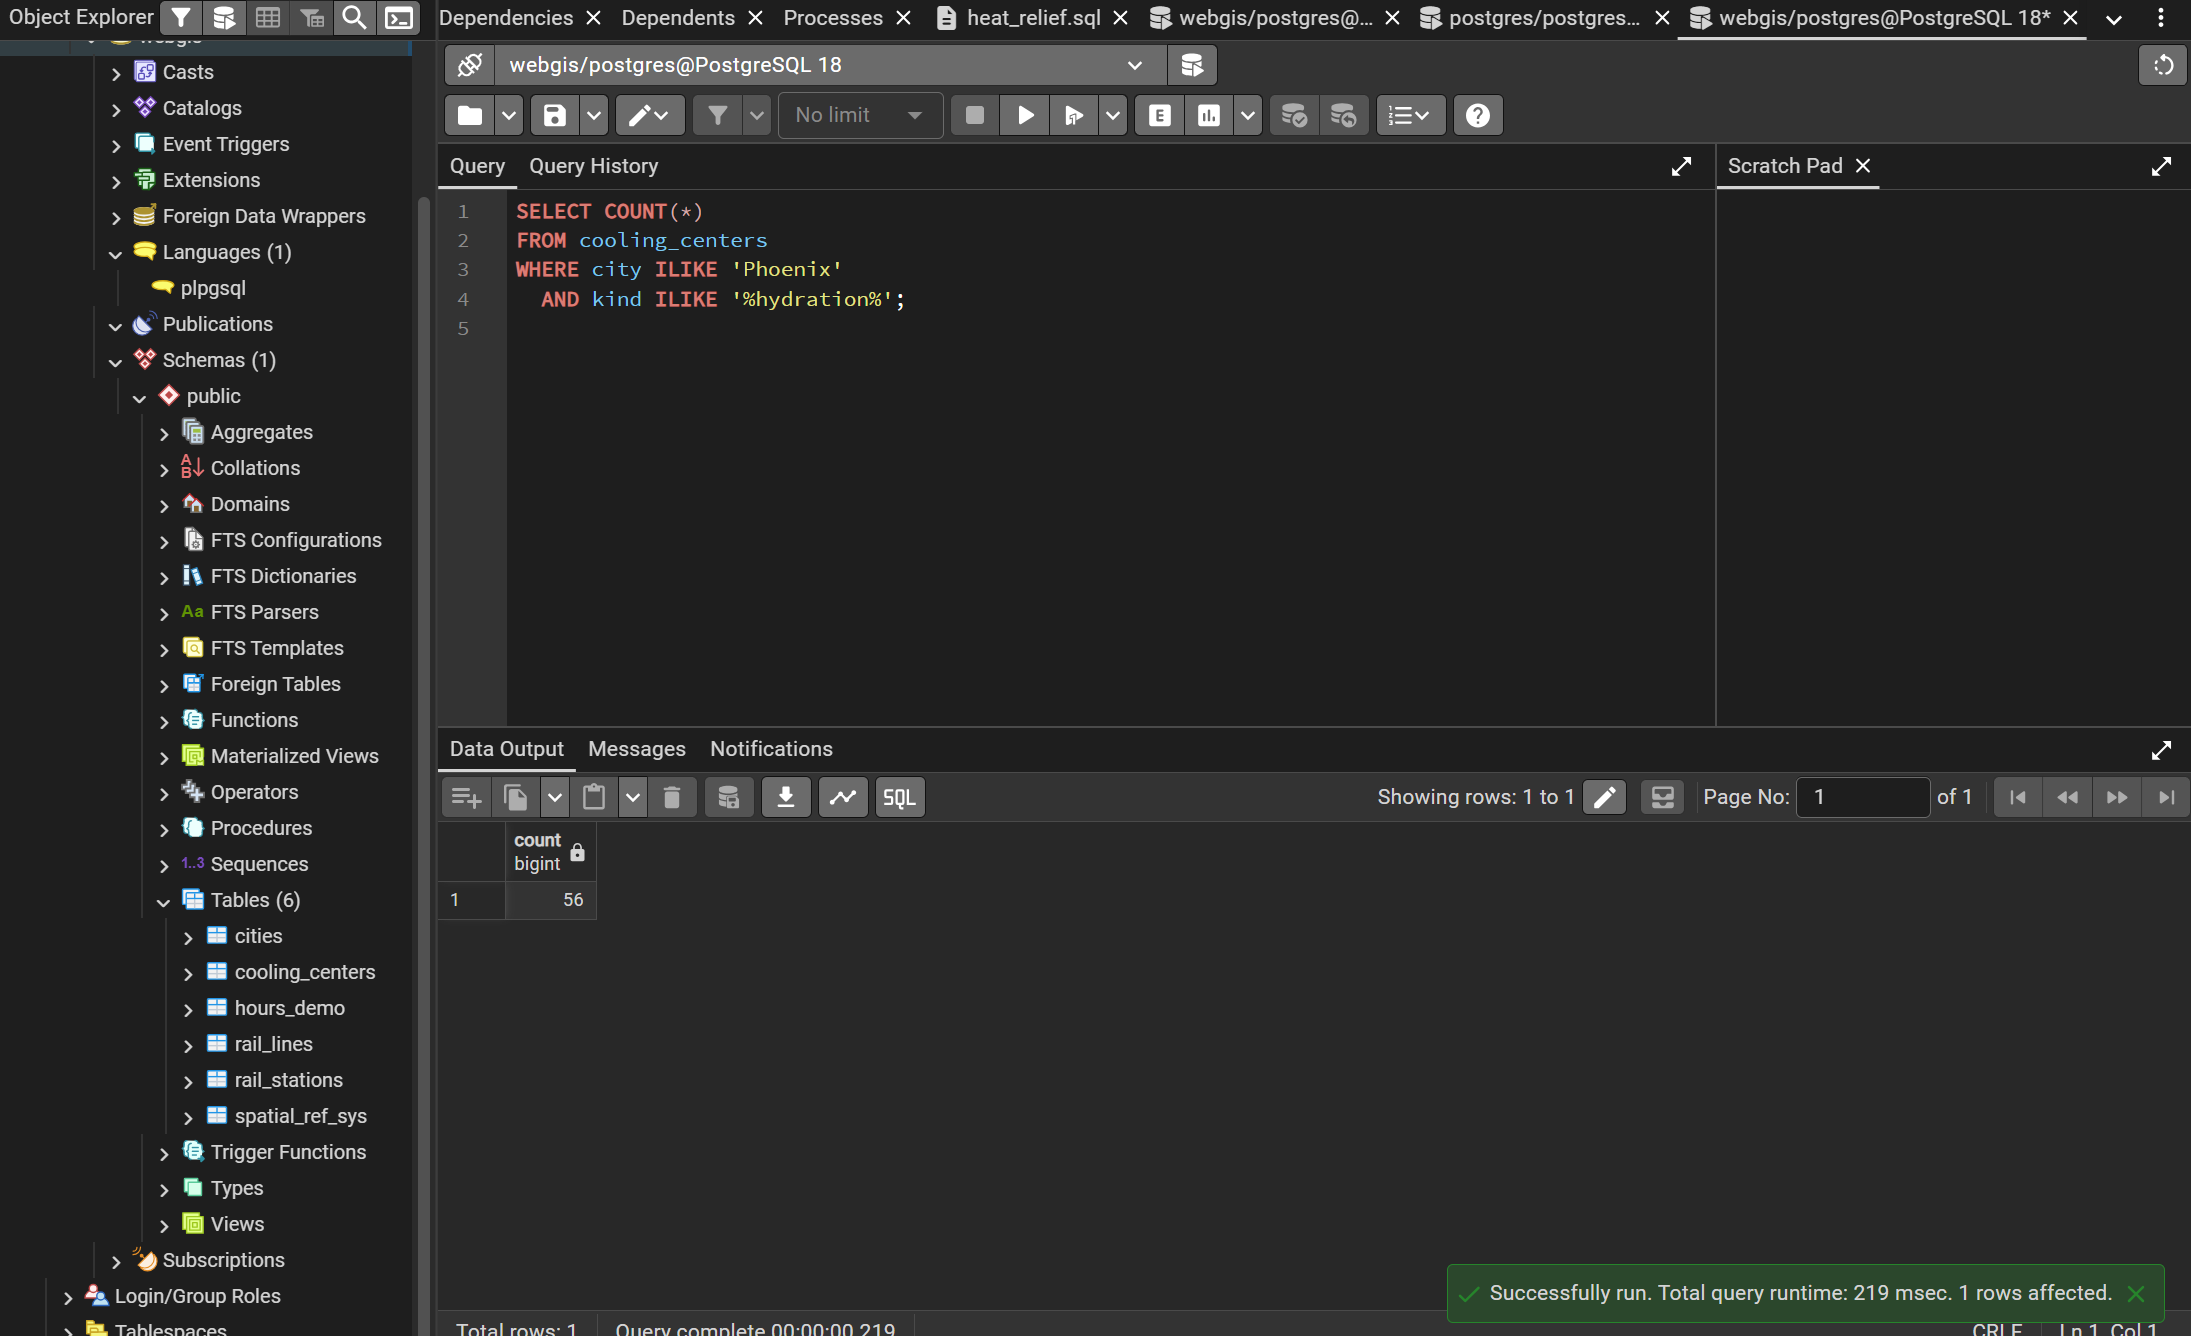 Object Explorer
webgis
Casts
Catalogs
Event Triggers
Extensions
Foreign Data Wrappers
Languages (1)
plpgsql
Publications
Schemas (1)
public
Aggregates
Collations
Domains
FTS Configurations
FTS Dictionaries
Aa FTS Parsers
FTS Templates
Foreign Tables
Functions
Materialized Views
Operators
Procedures
1..3 Sequences
Tables (6)
cities
cooling_centers
hours_demo
rail_lines
rail_stations
spatial_ref_sys
Trigger Functions
Types
Views
Subscriptions
Login/Group Roles
Tablespaces
Dependencies
Dependents
Processes
heat_relief.sql
webgis/postgres@...
postgres/postgres...
webgis/postgres@PostgreSQL 18*
webgis/postgres@PostgreSQL 18
No limit
E
Query
Query History
Scratch Pad
1 SELECT COUNT(*)
2 FROM cooling_centers
3 WHERE city ILIKE 'Phoenix'
4 AND kind ILIKE '%hydration%';
5
Data Output
Messages
Notifications
SQL
Showing rows: 1 to 1
Page No: 1 of 1
count
bigint
1 56
Successfully run. Total query runtime: 219 msec. 1 rows affected.
Total rows: 1
Query complete 00:00:00.219
CRLF
Ln 1, Col 1